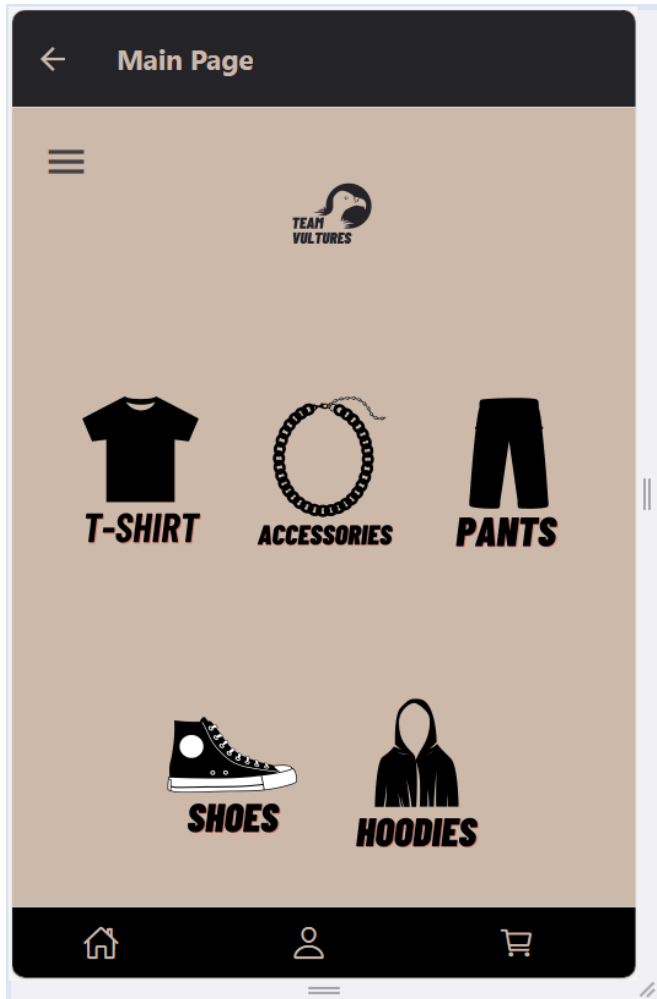 Main Page
TEAM
VULTURES
T-SHIRT
ACCESSORIES
PANTS
SHOES
HOODIES